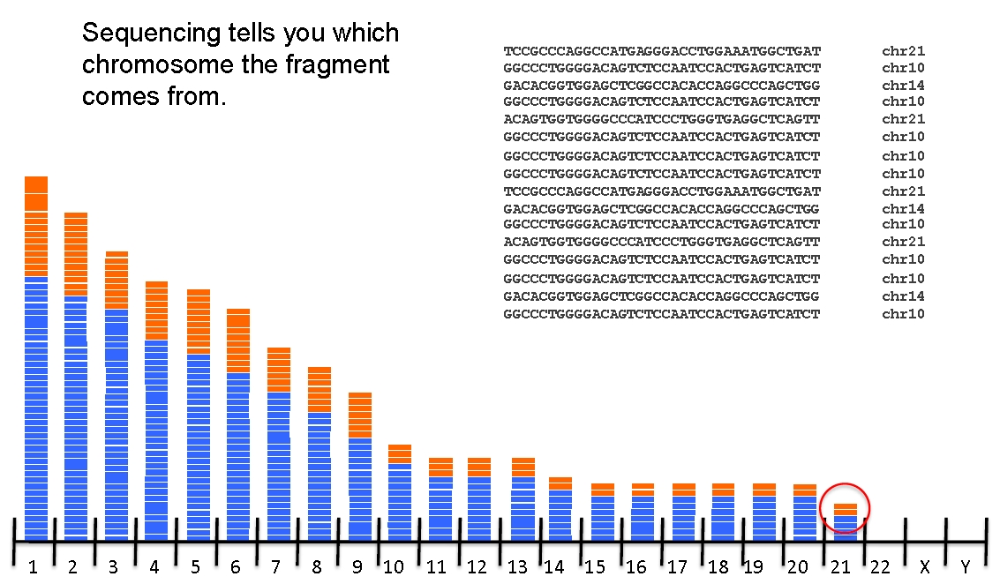 Sequencing tells you which
chromosome the fragment
comes from.
TCCGCCCAGGCCATGAGGGACCTGGAAATGGCTGAT chr21
GGCCCTGGGGACAGTCTCCAATCCACTGAGTCATCT chr10
GACACGGTGGAGCTCGGCCACACCAGGCCCAGCTGG chr14
GGCCCTGGGGACAGTCTCCAATCCACTGAGTCATCT chr10
ACAGTGGTGGGGCCCATCCCTGGGTGAGGCTCAGTT chr21
GGCCCTGGGGACAGTCTCCAATCCACTGAGTCATCT chr10
GGCCCTGGGGACAGTCTCCAATCCACTGAGTCATCT chr10
GGCCCTGGGGACAGTCTCCAATCCACTGAGTCATCT chr10
TCCGCCCAGGCCATGAGGGACCTGGAAATGGCTGAT chr21
GACACGGTGGAGCTCGGCCACACCAGGCCCAGCTGG chr14
GGCCCTGGGGACAGTCTCCAATCCACTGAGTCATCT chr10
ACAGTGGTGGGGCCCATCCCTGGGTGAGGCTCAGTT chr21
GGCCCTGGGGACAGTCTCCAATCCACTGAGTCATCT chr10
GGCCCTGGGGACAGTCTCCAATCCACTGAGTCATCT chr10
GACACGGTGGAGCTCGGCCACACCAGGCCCAGCTGG chr14
GGCCCTGGGGACAGTCTCCAATCCACTGAGTCATCT chr10
1 2 3 4 5 6 7 8 9 10 11 12 13 14 15 16 17 18 19 20 21 22 X Y